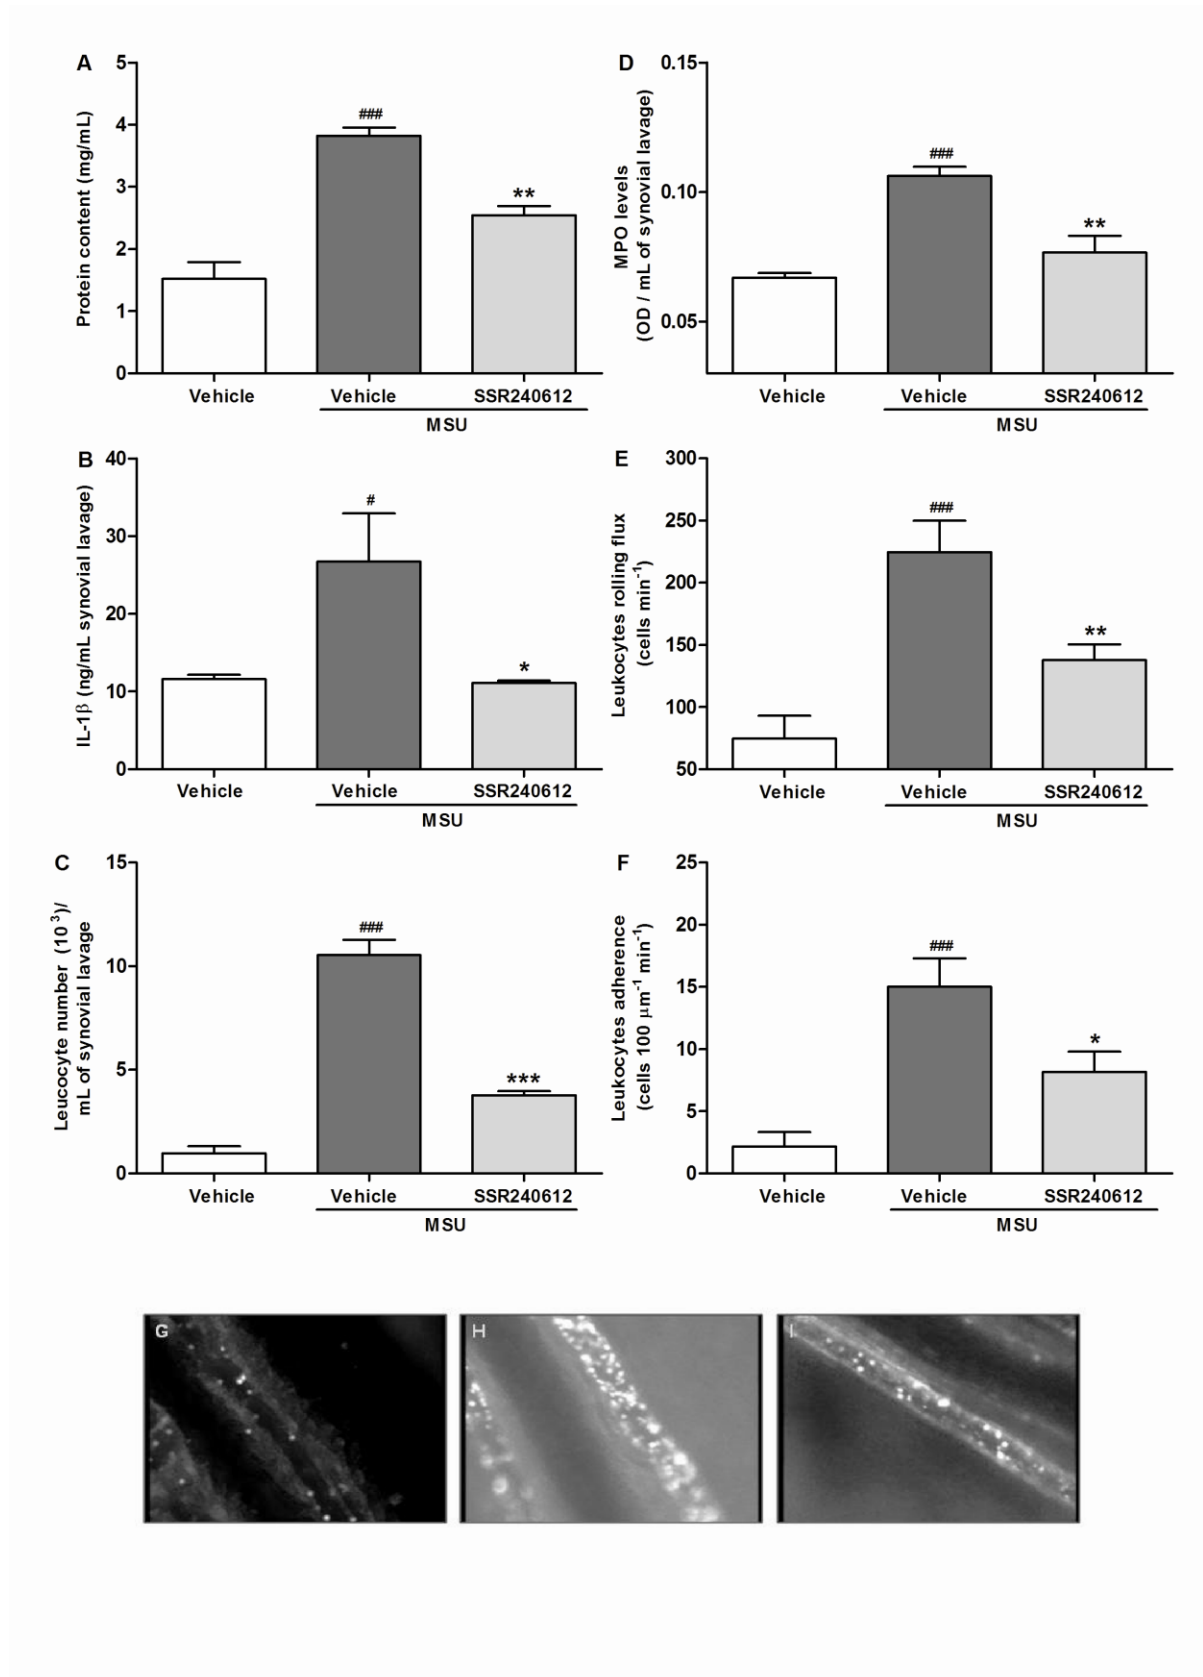 A
Protein content (mg/mL)
5
4
3
2
1
0
###
**
Vehicle Vehicle SSR240612
MSU
D
MPO levels
(OD / mL of synovial lavage)
0.15
0.10
0.05
###
**
Vehicle Vehicle SSR240612
MSU
B
IL-1β (ng/mL synovial lavage)
40
30
20
10
0
#
*
Vehicle Vehicle SSR240612
MSU
E
Leukocytes rolling flux
(cells min⁻¹)
300
250
200
150
100
50
###
**
Vehicle Vehicle SSR240612
MSU
C
Leucocyte number (10³)/
mL of synovial lavage
15
10
5
0
###
***
Vehicle Vehicle SSR240612
MSU
F
Leukocytes adherence
(cells 100 μm⁻¹ min⁻¹)
25
20
15
10
5
0
###
*
Vehicle Vehicle SSR240612
MSU
G
H
I